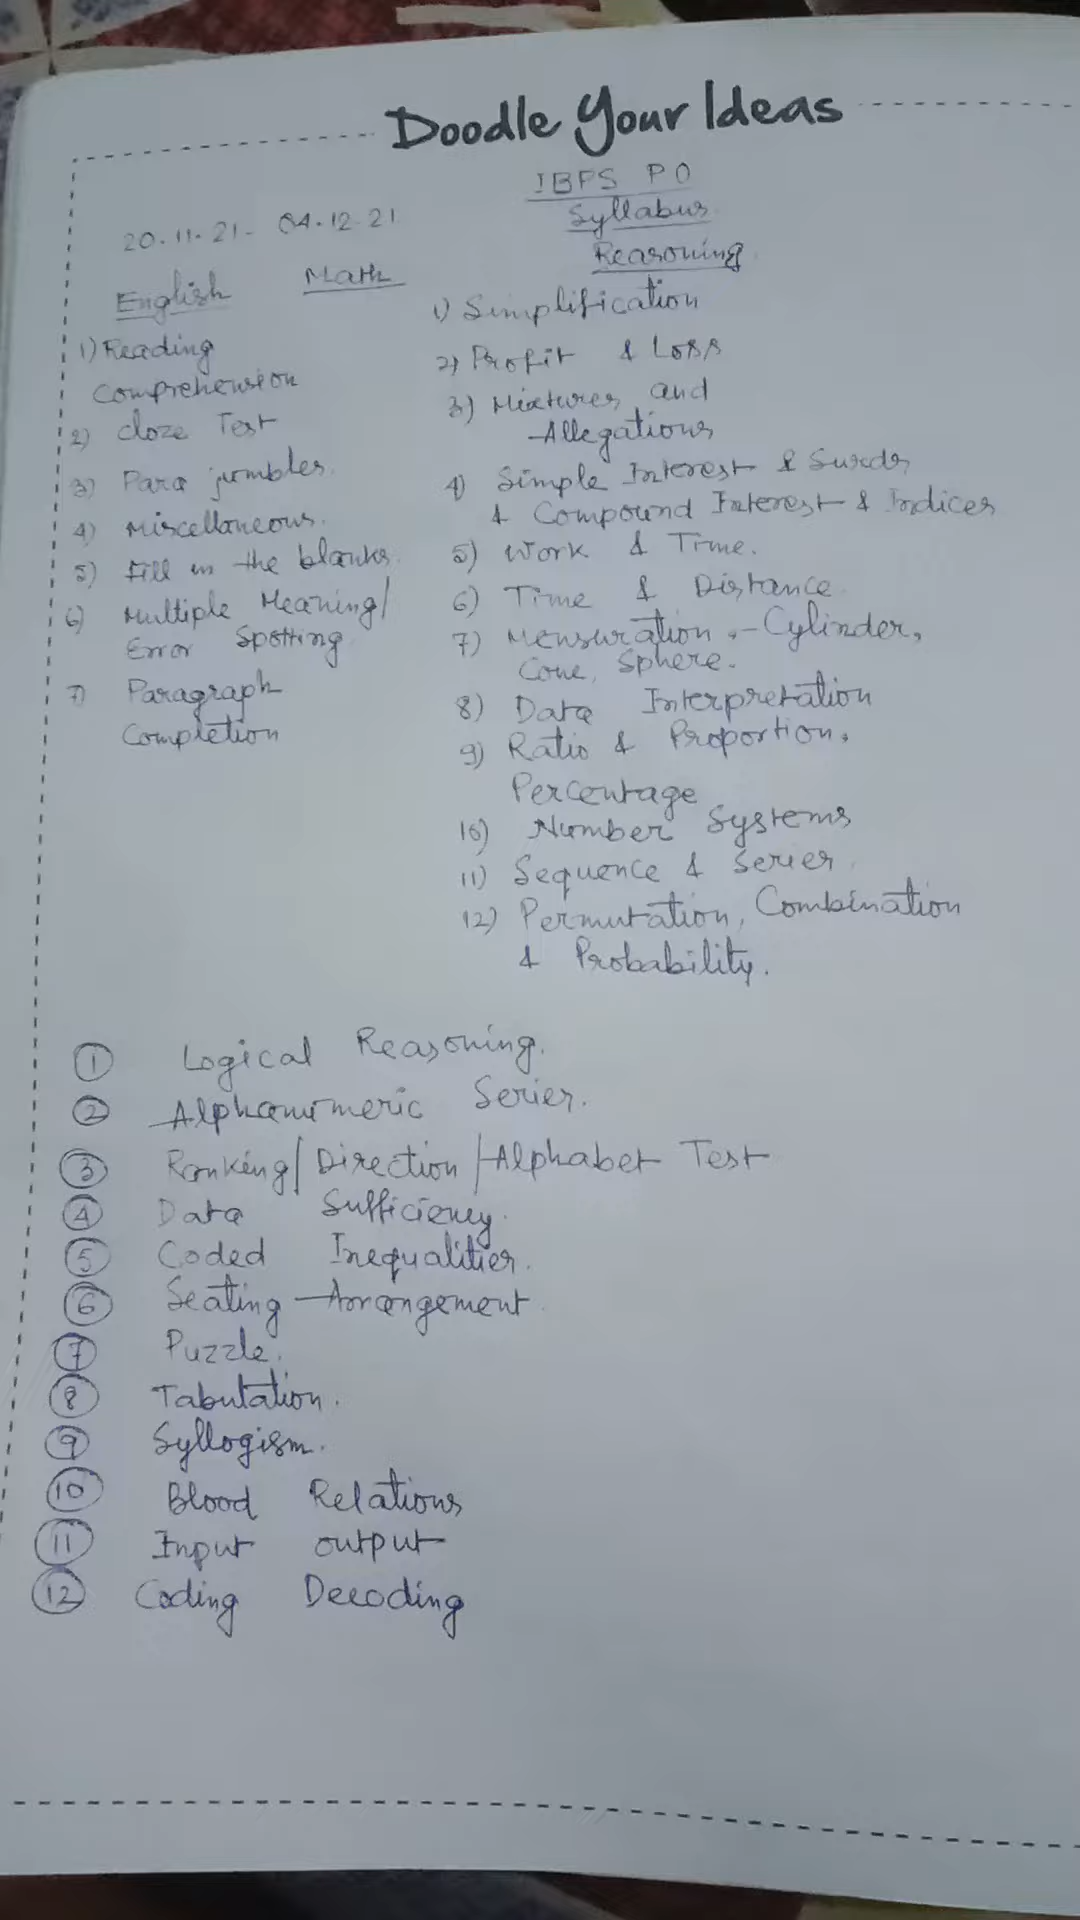 Doodle Your Ideas
IBPS PO
Syllabus
20.11.21 - 04.12.21
Reasoning
English
Math
1) Reading
Comprehension
2) Cloze Test
3) Para jumbles.
4) Miscellaneous.
5) Fill in the blanks.
6) Multiple Meaning/
Error Spotting
7) Paragraph
Completion
1) Simplification
2) Profit & Loss
3) Mixtures and
Allegations
4) Simple Interest & Surds
& Compound Interest & Indices
5) Work & Time.
6) Time & Distance
7) Mensuration - Cylinder,
Cone, Sphere.
8) Data Interpretation
9) Ratio & Proportion,
Percentage
10) Number Systems
11) Sequence & Series
12) Permutation, Combination
& Probability.
1 Logical Reasoning.
2 Alphanumeric Series.
3 Ranking/Direction/Alphabet Test
4 Data Sufficiency.
5 Coded Inequalities.
6 Seating Arrangement.
7 Puzzle.
8 Tabutation.
9 Syllogism.
10 Blood Relations
11 Input output
12 Coding Decoding